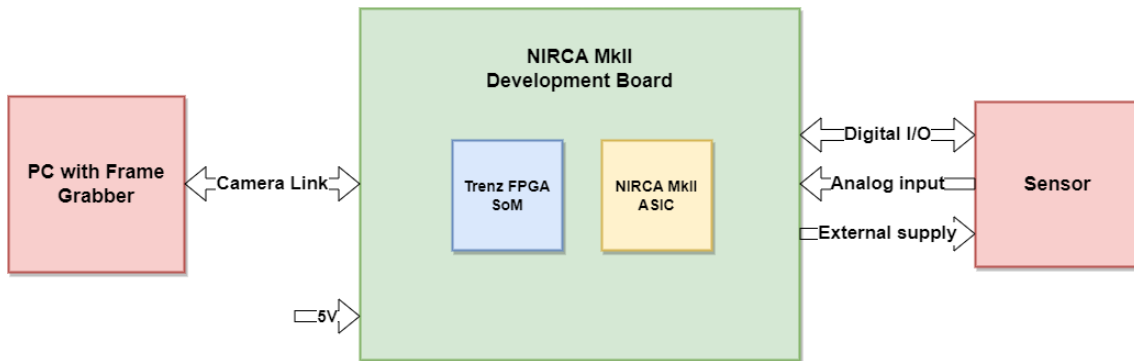 NIRCA MkII
Development Board
PC with Frame
Grabber
Camera Link
Trenz FPGA
SoM
NIRCA MkII
ASIC
Digital I/O
Analog input
External supply
Sensor
5V